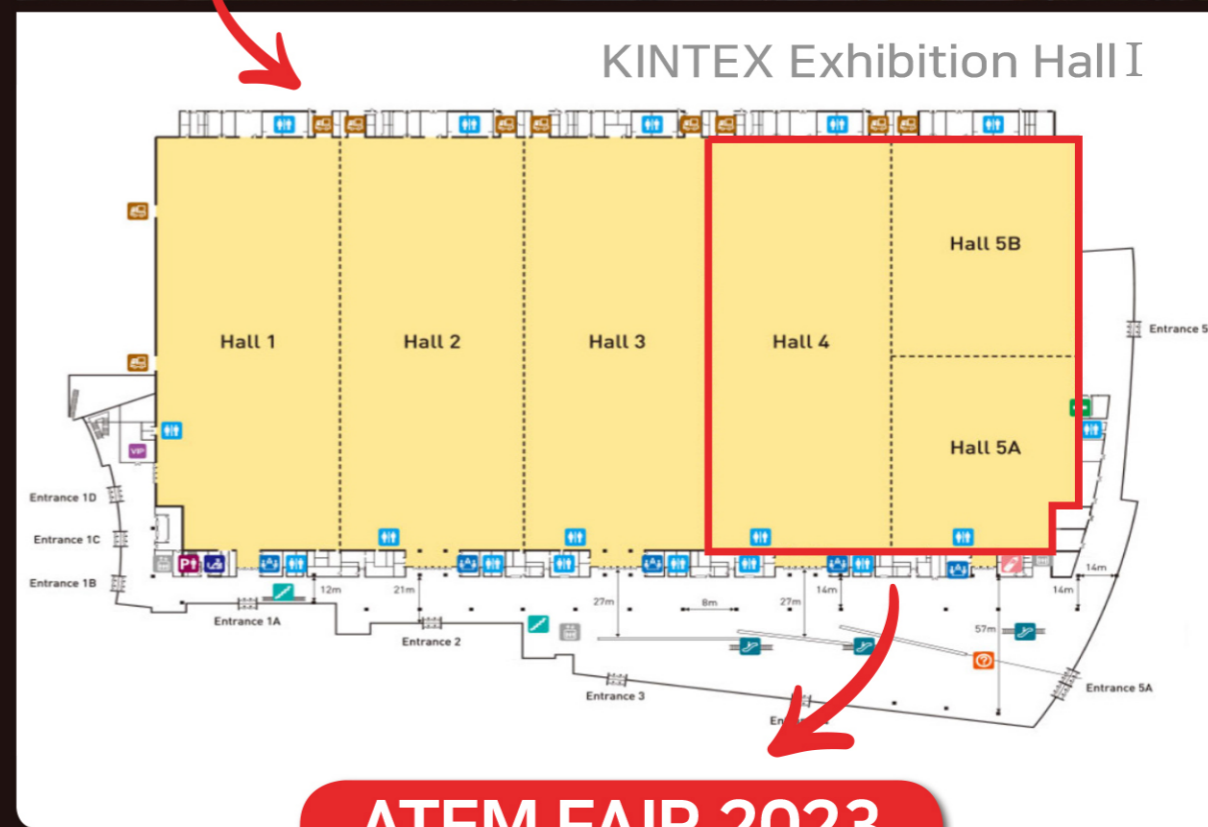 KINTEX Exhibition Hall I
Hall 5B
Entrance 5
Hall 1
Hall 2
Hall 3
Hall 4
Hall 5A
VIP
Entrance 1D
Entrance 1C
Entrance 1B
P
12m
21m
27m
8m
27m
14m
14m
14m
57m
Entrance 1A
Entrance 2
?
Entrance 3
Entrance 5A
ATEM FAIR 2023